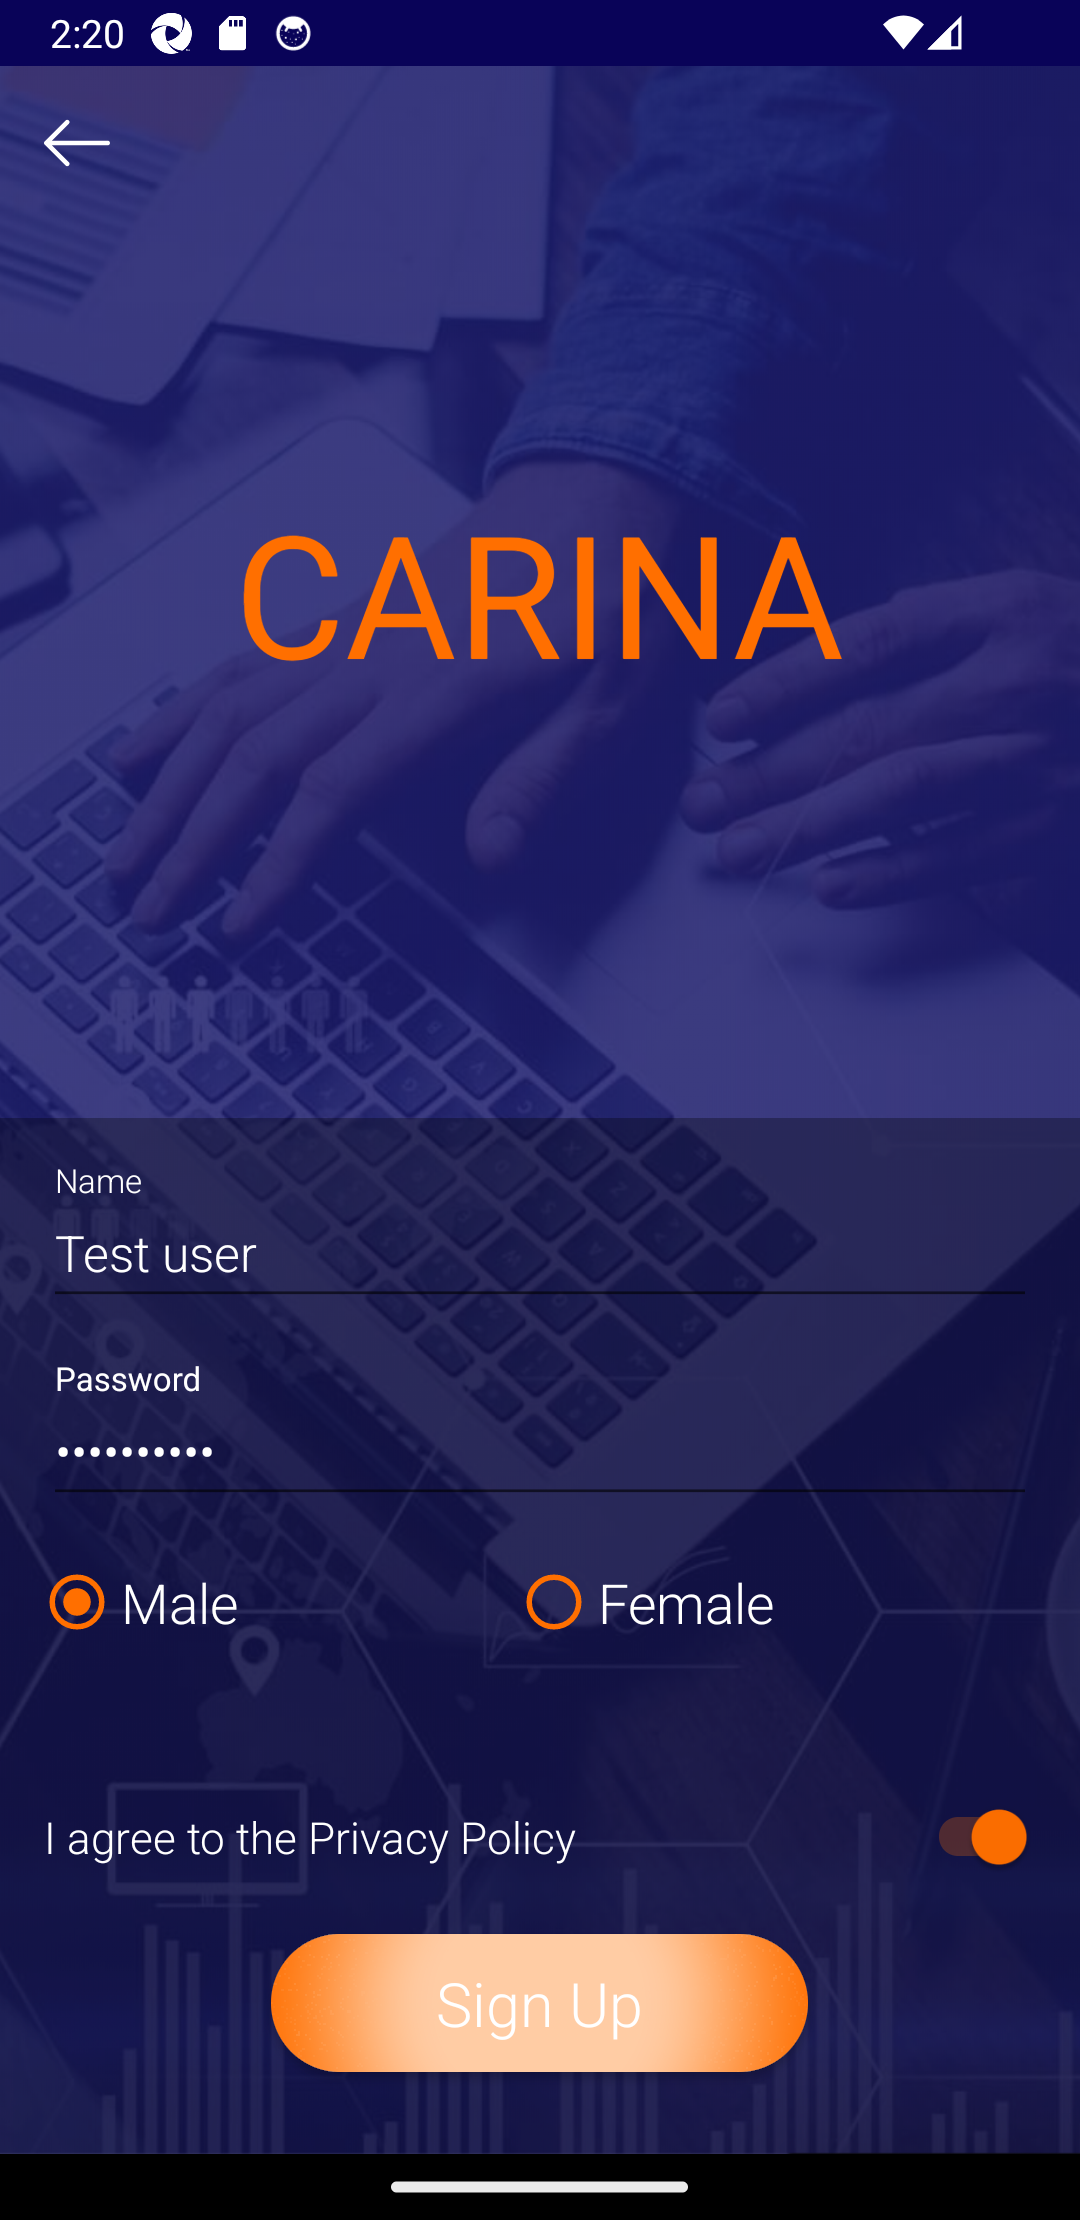 2:20
CARINA
Name
Test user
Password
••••••••••
Male
Female
I agree to the Privacy Policy
Sign Up